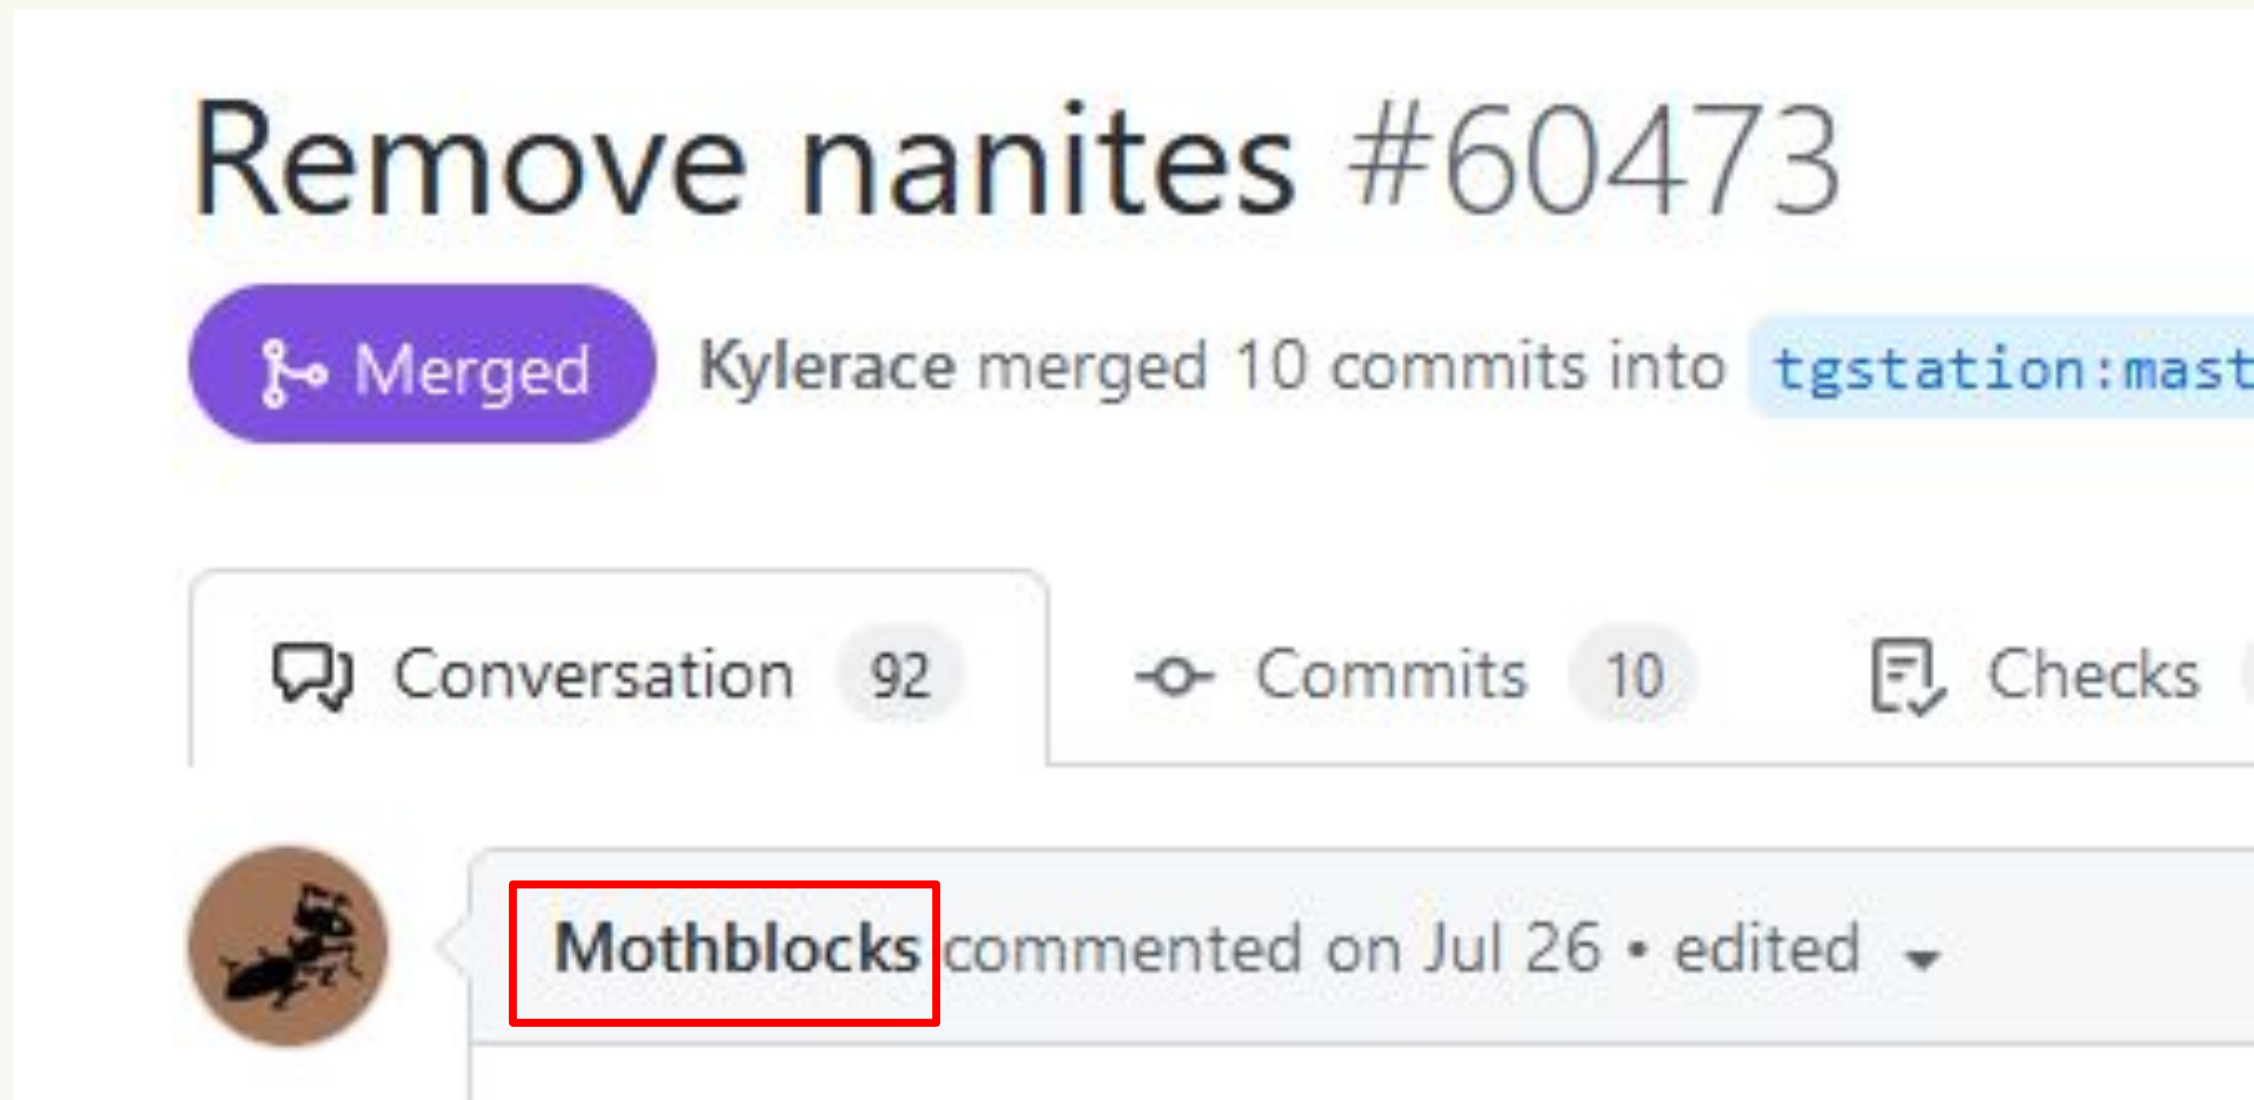 Remove nanites #60473
Merged Kylerace merged 10 commits into tgstation:mast
Conversation 92 Commits 10 Checks
Mothblocks commented on Jul 26 • edited